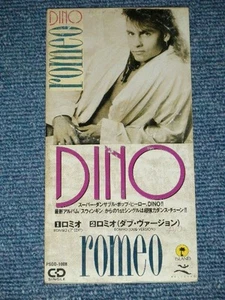 DINO
romeo
DINO
スーパー・ダンサブル・ポップ・ヒーロー、DINO!!
最新アルバム「スウィンギン」からの1stシングルは超強力ダンス・チューン!!
1 ロミオ 2 ロミオ(ダブ・ヴァージョン)
romeo
ISLAND